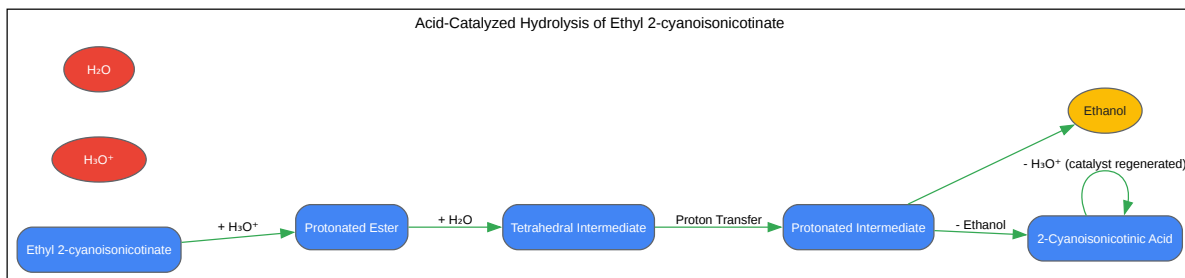 Acid-Catalyzed Hydrolysis of Ethyl 2-cyanoisonicotinate
H₂O
Ethanol
H₃O⁺
- H₃O⁺ (catalyst regenerated)
Ethyl 2-cyanoisonicotinate
+ H₃O⁺
Protonated Ester
+ H₂O
Tetrahedral Intermediate
Proton Transfer
Protonated Intermediate
- Ethanol
2-Cyanoisonicotinic Acid